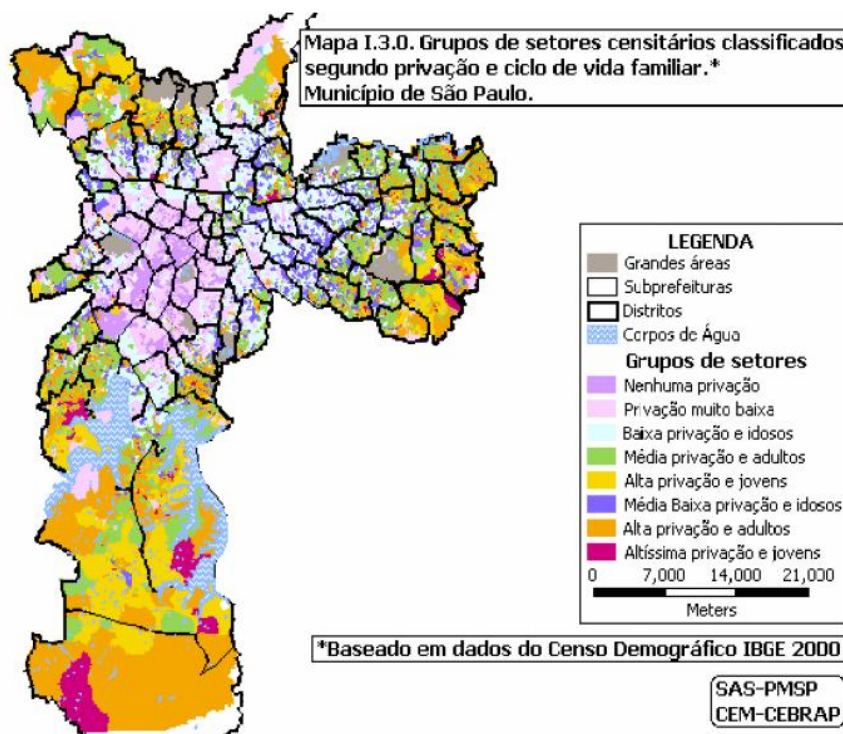 Mapa I.3.0. Grupos de setores censitários classificados
segundo privação e ciclo de vida familiar.*
Município de São Paulo.
LEGENDA
Grandes áreas
Subprefeituras
Distritos
Corpos de Água
Grupos de setores
Nenhuma privação
Privação muito baixa
Baixa privação e idosos
Média privação e adultos
Alta privação e jovens
Média Baixa privação e idosos
Alta privação e adultos
Altíssima privação e jovens
0 7,000 14,000 21,000
Meters
*Baseado em dados do Censo Demográfico IBGE 2000
SAS-PMSP
CEM-CEBRAP